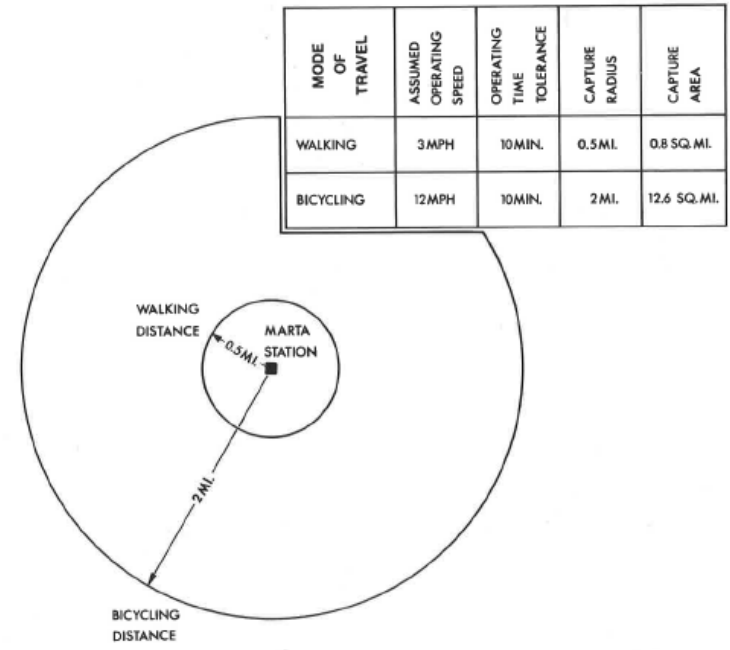 MODE
OF
TRAVEL
ASSUMED
OPERATING
SPEED
OPERATING
TIME
TOLERANCE
CAPTURE
RADIUS
CAPTURE
AREA
WALKING 3MPH 10MIN. 0.5MI. 0.8 SQ.MI.
BICYCLING 12MPH 10MIN. 2MI. 12.6 SQ.MI.
WALKING
DISTANCE
0.5MI.
MARTA
STATION
2MI.
BICYCLING
DISTANCE